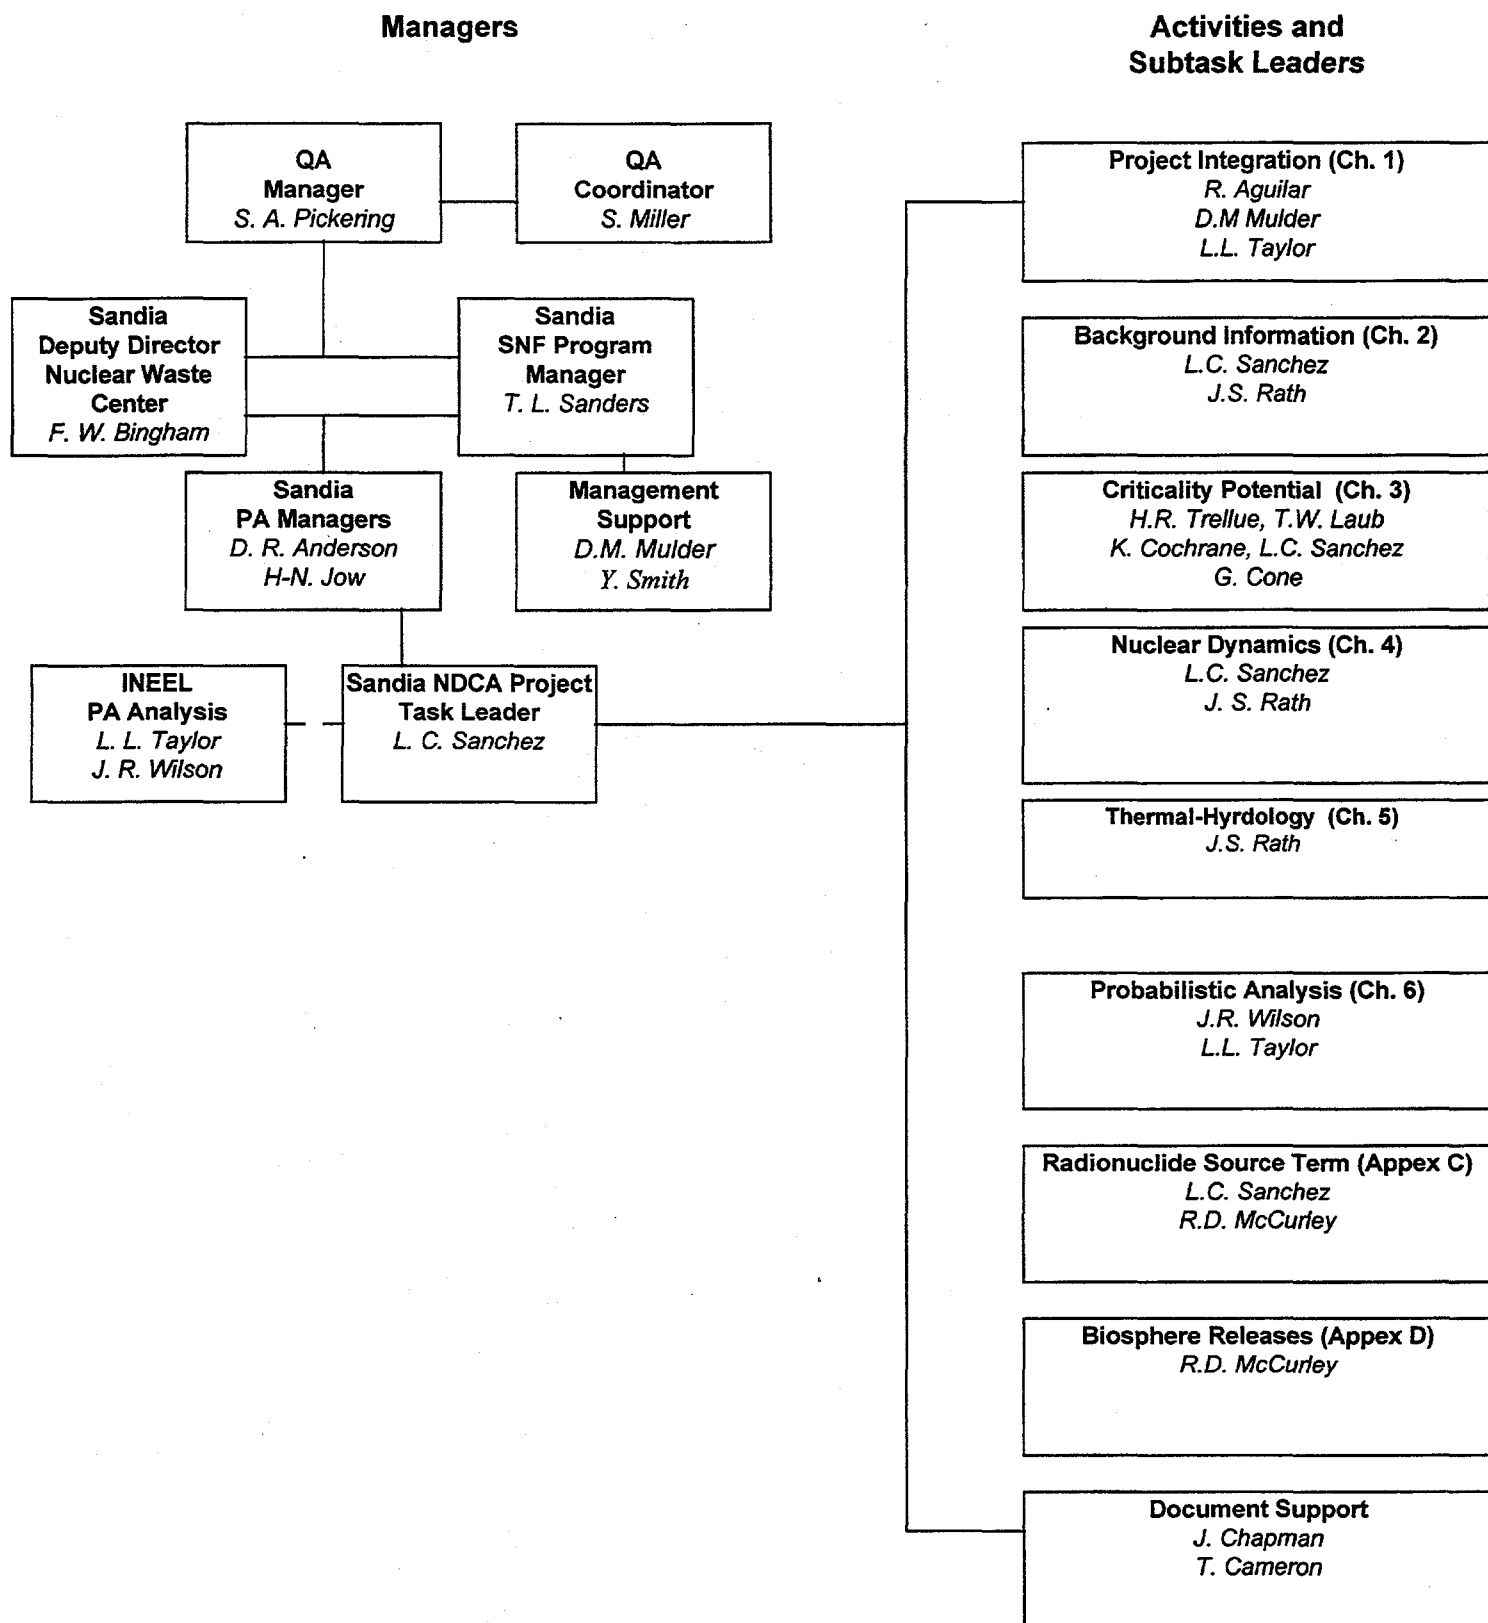 Managers
QA
Manager
S. A. Pickering
QA
Coordinator
S. Miller
Sandia
Deputy Director
Nuclear Waste
Center
F. W. Bingham
Sandia
SNF Program
Manager
T. L. Sanders
Sandia
PA Managers
D. R. Anderson
H-N. Jow
Management
Support
D.M. Mulder
Y. Smith
INEEL
PA Analysis
L. L. Taylor
J. R. Wilson
Sandia NDCA Project
Task Leader
L. C. Sanchez
Activities and
Subtask Leaders
Project Integration (Ch. 1)
R. Aguilar
D.M Mulder
L.L. Taylor
Background Information (Ch. 2)
L.C. Sanchez
J.S. Rath
Criticality Potential (Ch. 3)
H.R. Trellue, T.W. Laub
K. Cochrane, L.C. Sanchez
G. Cone
Nuclear Dynamics (Ch. 4)
L.C. Sanchez
J. S. Rath
Thermal-Hyrdology (Ch. 5)
J.S. Rath
Probabilistic Analysis (Ch. 6)
J.R. Wilson
L.L. Taylor
Radionuclide Source Term (Appex C)
L.C. Sanchez
R.D. McCurley
Biosphere Releases (Appex D)
R.D. McCurley
Document Support
J. Chapman
T. Cameron